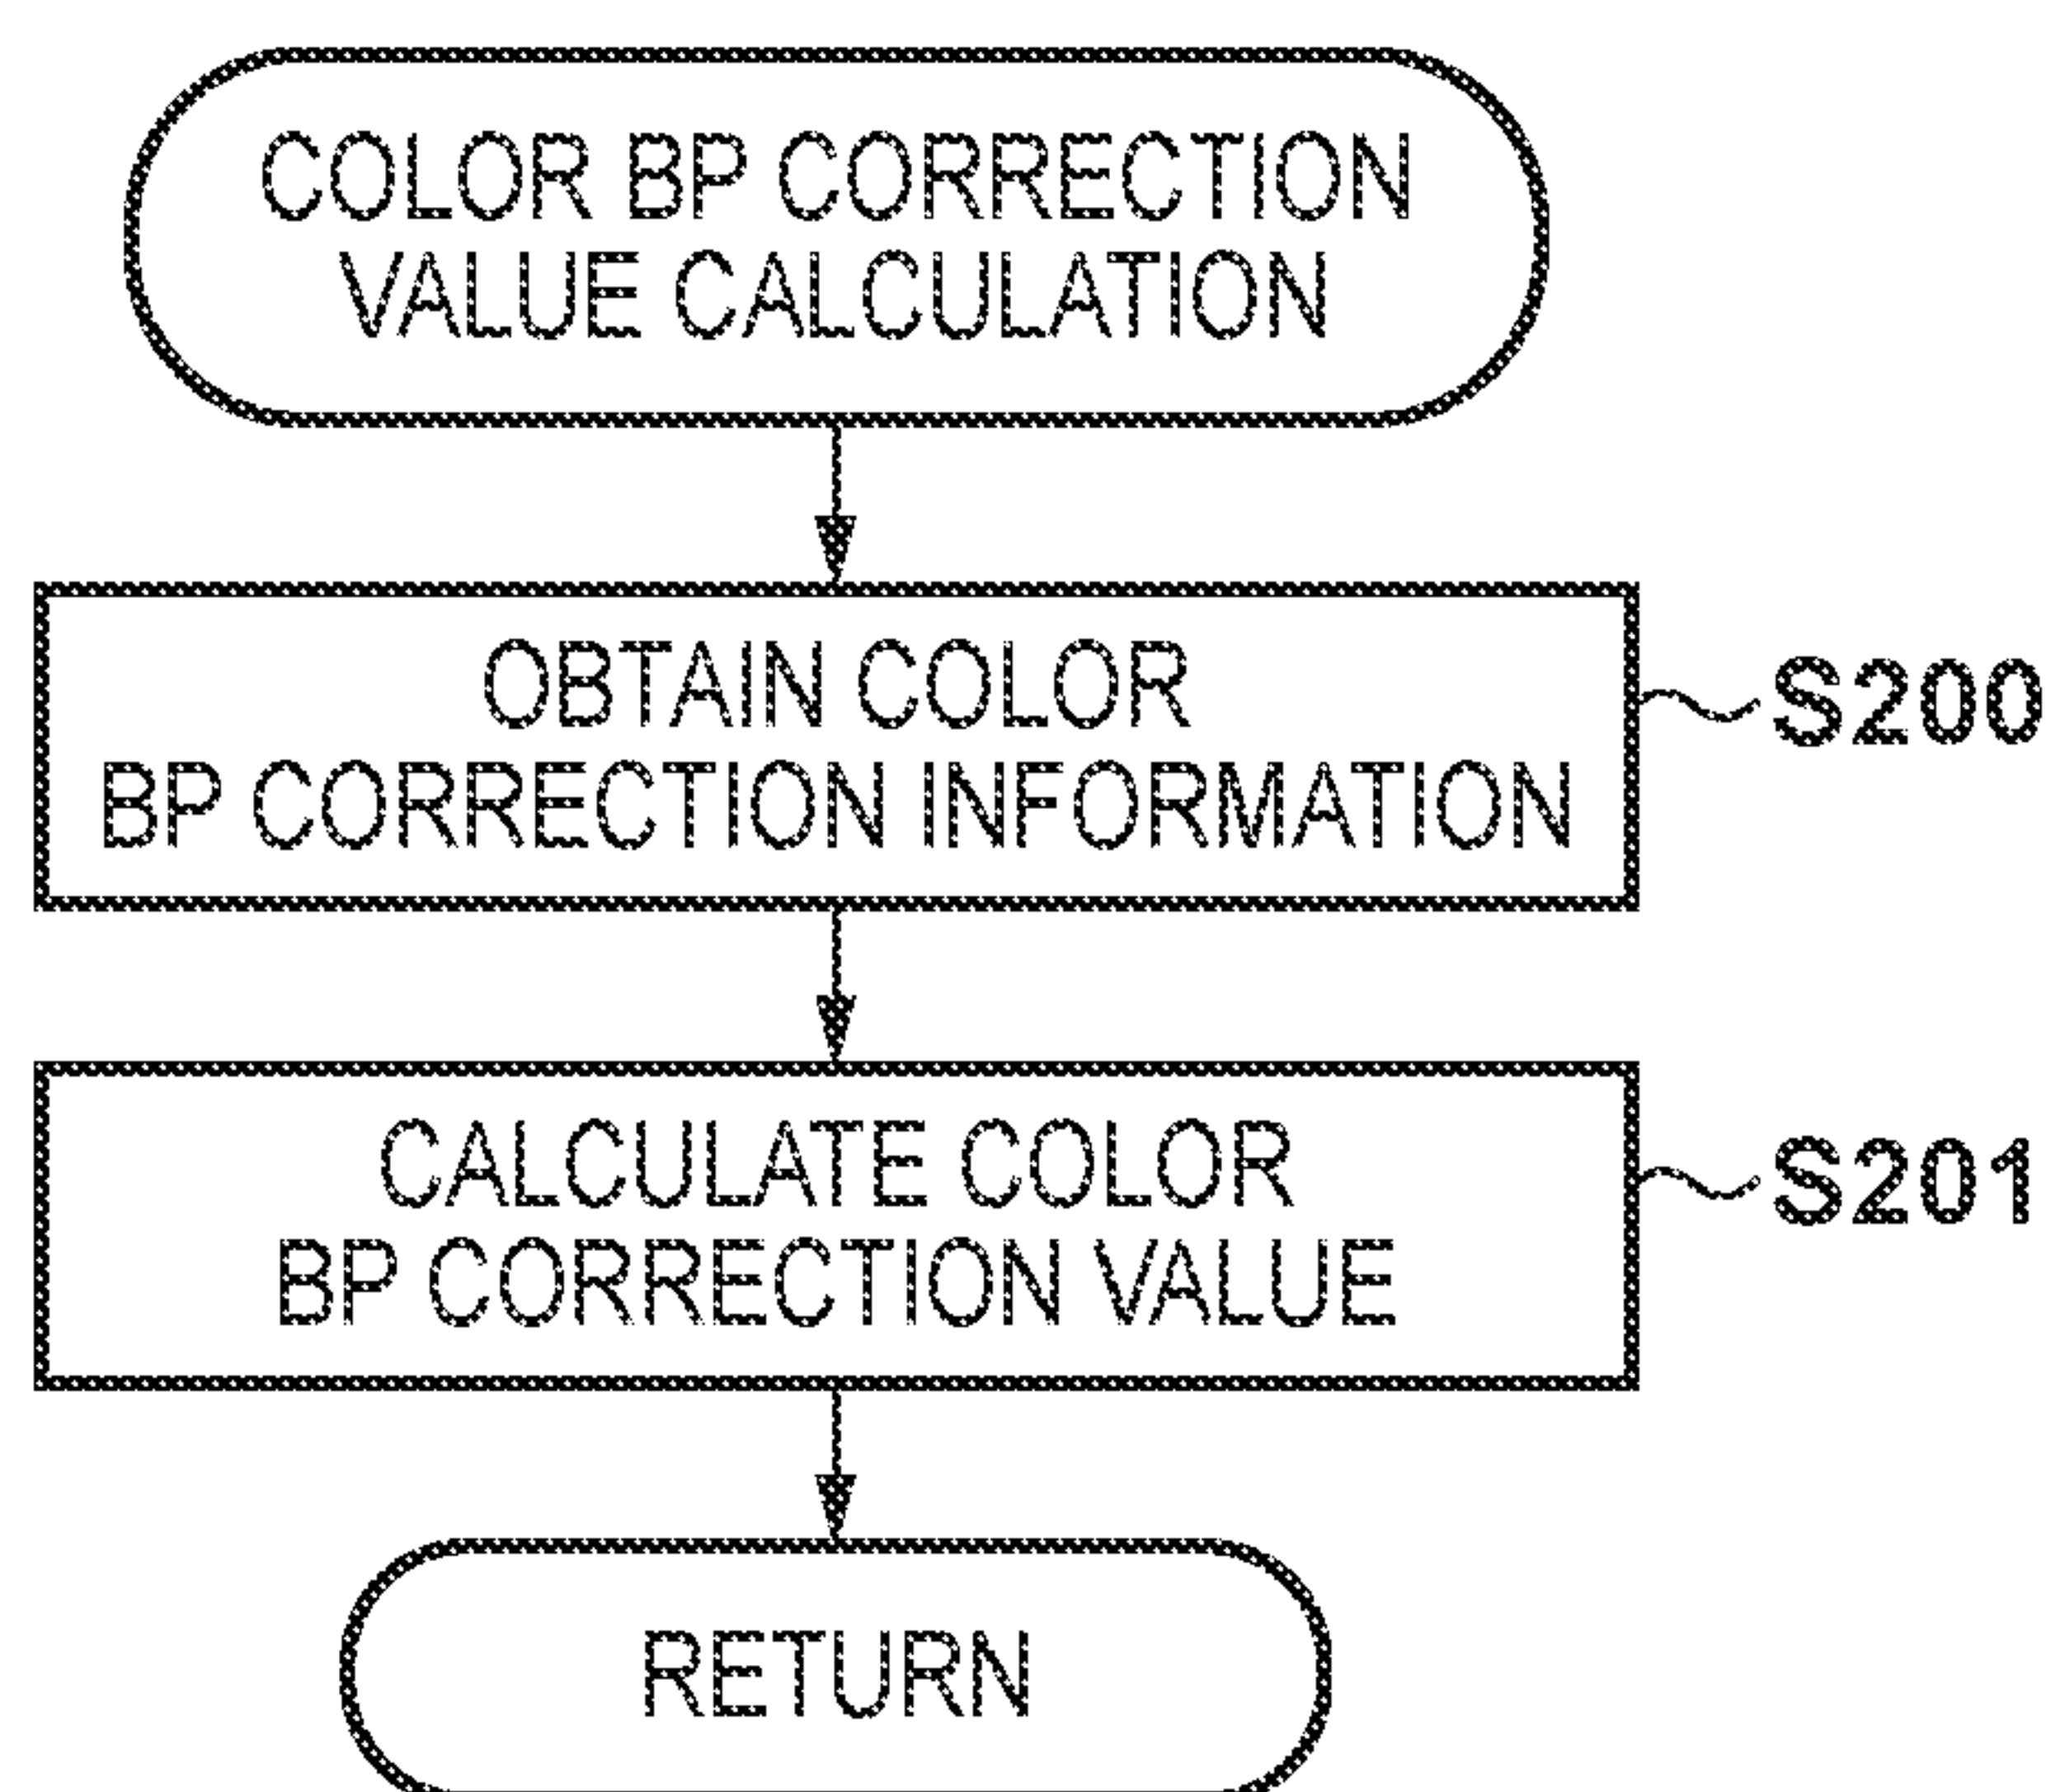 COLOR BP CORRECTION
VALUE CALCULATION
OBTAIN COLOR
BP CORRECTION INFORMATION
S200
CALCULATE COLOR
BP CORRECTION VALUE
S201
RETURN